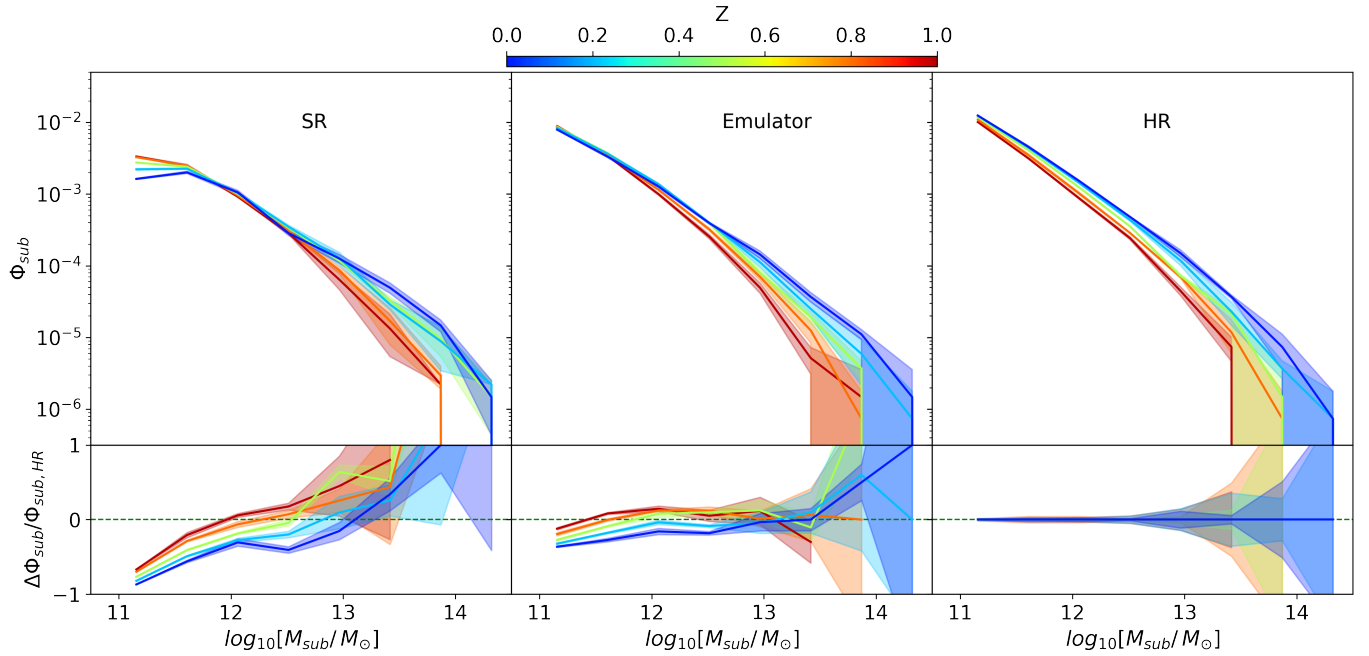 Z
0.0 0.2 0.4 0.6 0.8 1.0
SR Emulator HR
10⁻²
10⁻³
10⁻⁴
10⁻⁵
10⁻⁶
Φ_sub
1
0
−1
ΔΦ_sub/Φ_sub,HR
11 12 13 14 11 12 13 14 11 12 13 14
log₁₀[M_sub/M_⊙] log₁₀[M_sub/M_⊙] log₁₀[M_sub/M_⊙]